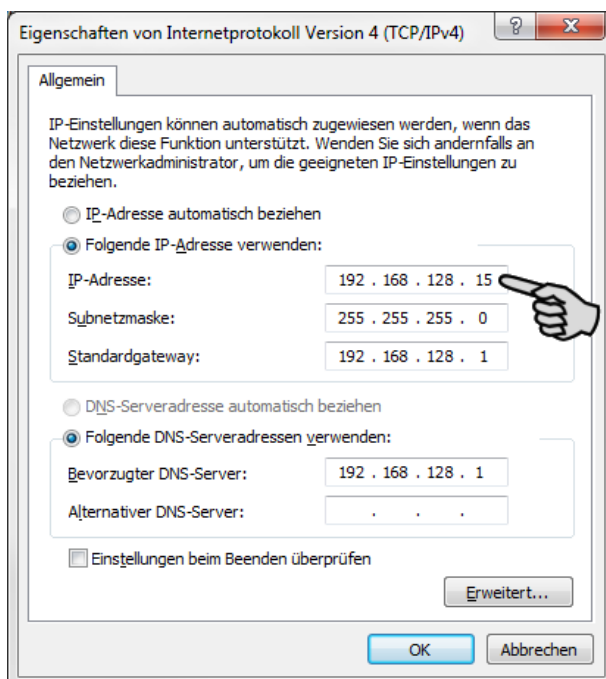 Eigenschaften von Internetprotokoll Version 4 (TCP/IPv4)
Allgemein
IP-Einstellungen können automatisch zugewiesen werden, wenn das
Netzwerk diese Funktion unterstützt. Wenden Sie sich andernfalls an
den Netzwerkadministrator, um die geeigneten IP-Einstellungen zu
beziehen.
IP-Adresse automatisch beziehen
Folgende IP-Adresse verwenden:
IP-Adresse: 192 . 168 . 128 . 15
Subnetzmaske: 255 . 255 . 255 . 0
Standardgateway: 192 . 168 . 128 . 1
DNS-Serveradresse automatisch beziehen
Folgende DNS-Serveradressen verwenden:
Bevorzugter DNS-Server: 192 . 168 . 128 . 1
Alternativer DNS-Server: . . .
Einstellungen beim Beenden überprüfen
Erweitert...
OK Abbrechen